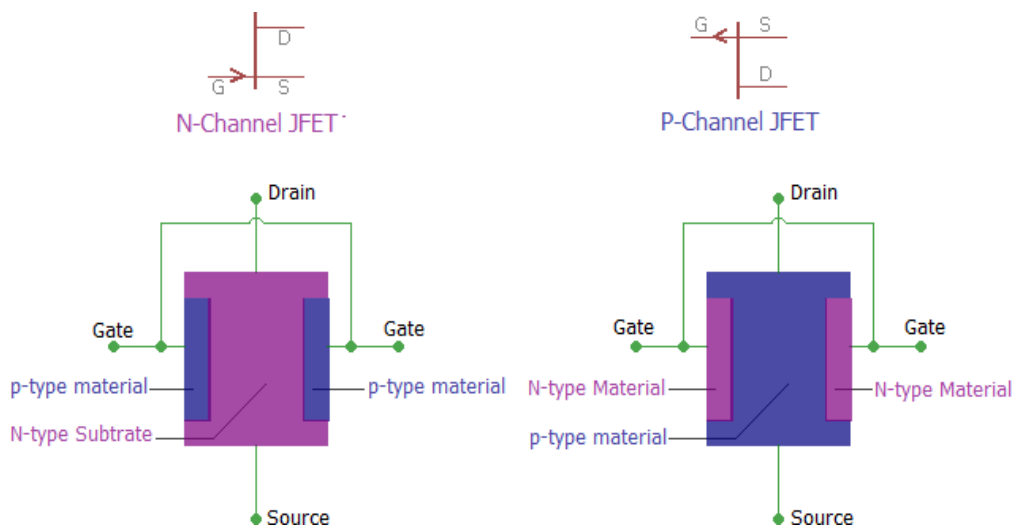 D
G
S
N-Channel JFET
G
S
D
P-Channel JFET
Drain
Gate
Gate
p-type material
p-type material
N-type Subtrate
Source
Drain
Gate
Gate
N-type Material
N-type Material
p-type material
Source